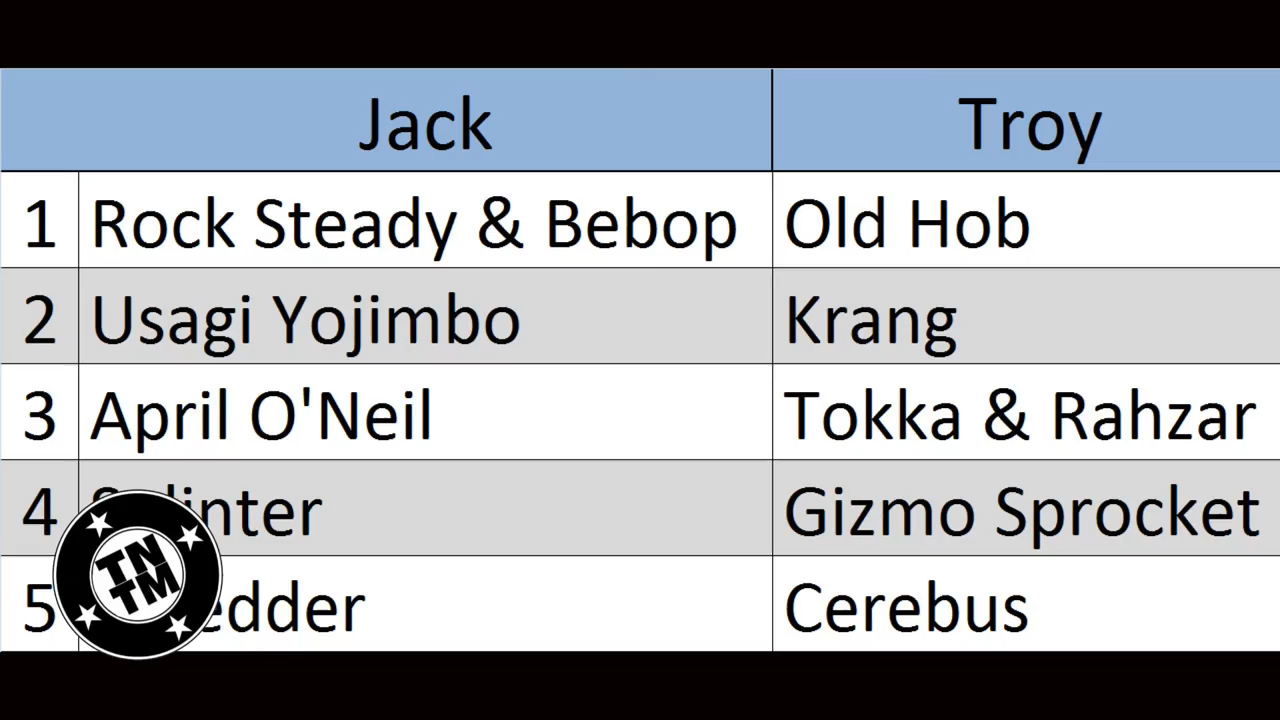 Jack Troy
1 Rock Steady & Bebop Old Hob
2 Usagi Yojimbo Krang
3 April O'Neil Tokka & Rahzar
4 Splinter Gizmo Sprocket
5 Cerebus
TN
TM